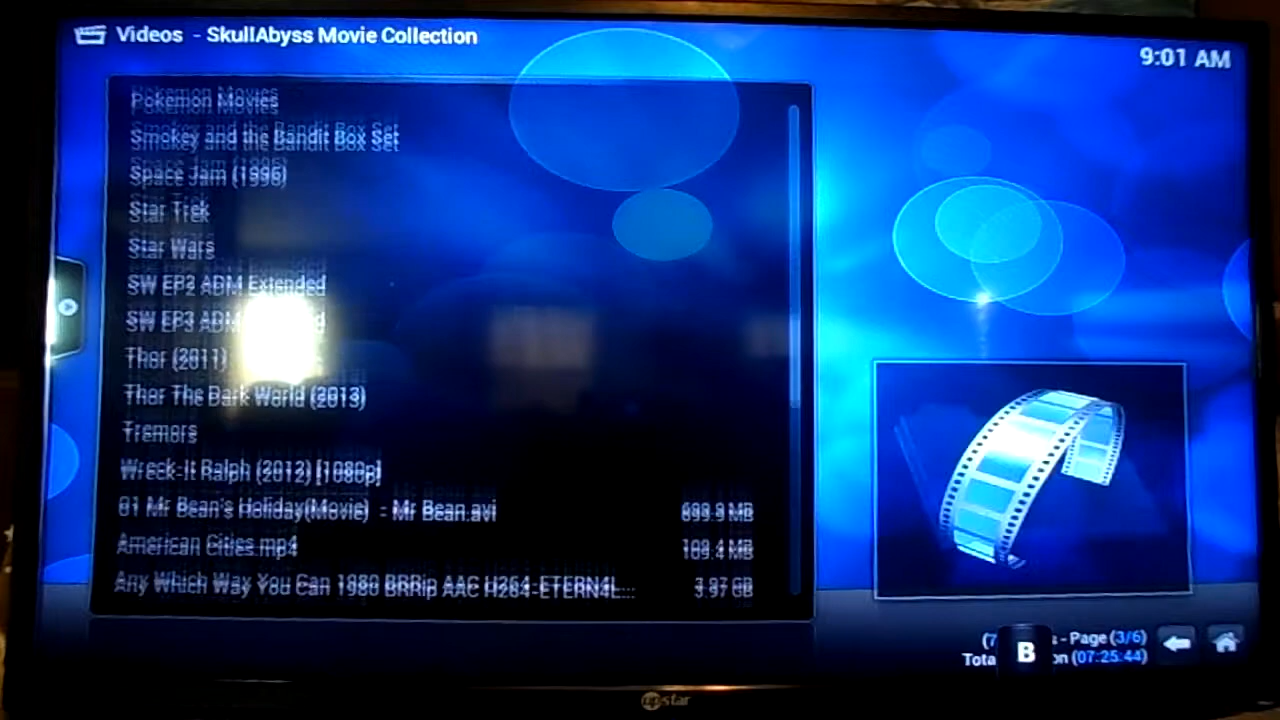 Videos - SkullAbyss Movie Collection
9:01 AM
Pokemon Movies
Smokey and the Bandit Box Set
Space Jam (1996)
Star Trek
Star Wars
SW EP2 ADM Extended
SW EP3 ADM
Thor (2011)
Thor The Dark World (2013)
Tremors
Wreck-It Ralph (2012) [1080p]
01 Mr Bean's Holiday(Movie) - Mr Bean.avi 699.9 MB
American Cities.mp4 109.4 MB
Any Which Way You Can 1980 BRRip AAC H264-ETERN4L... 3.97 GB
- Page (3/6)
B
(07:25:44)
upstar